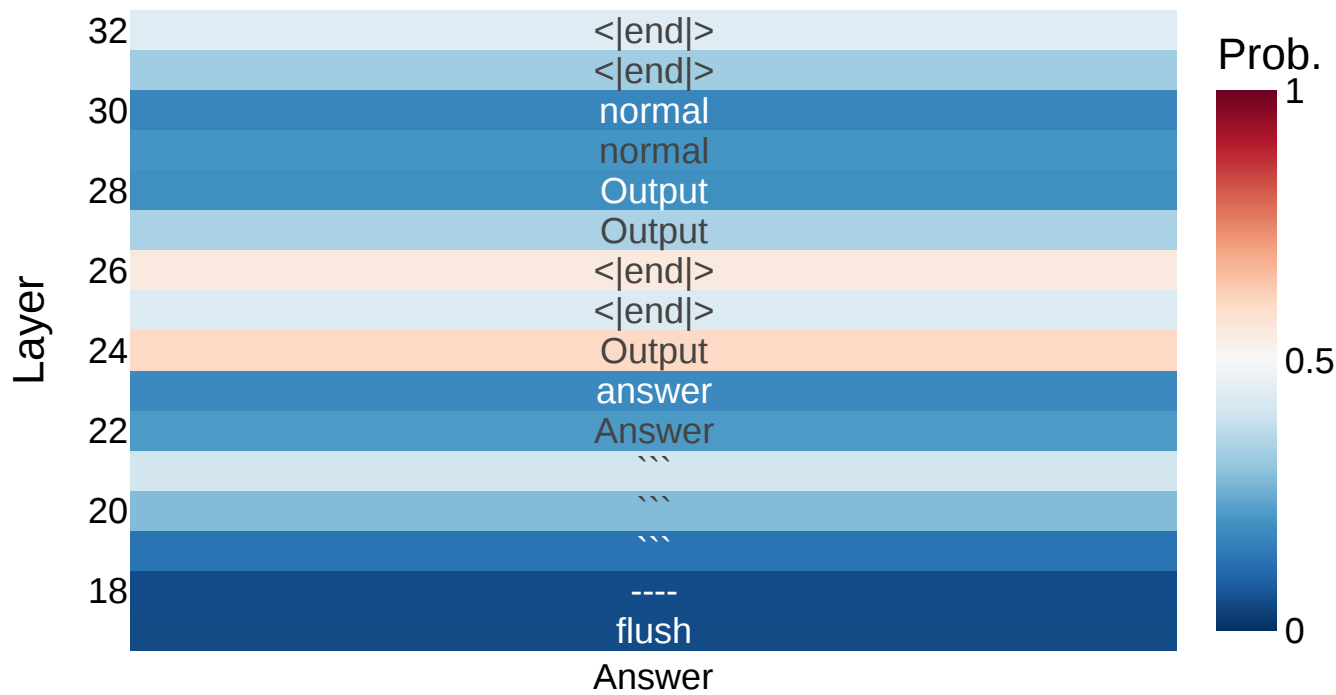 Prob.
32 <|end|> 1
<|end|>
30 normal
normal
28 Output
Output
26 <|end|>
<|end|> 0.5
24 Output
answer
22 Answer
```
20 ```
```
18 ----
flush 0
Layer
Answer